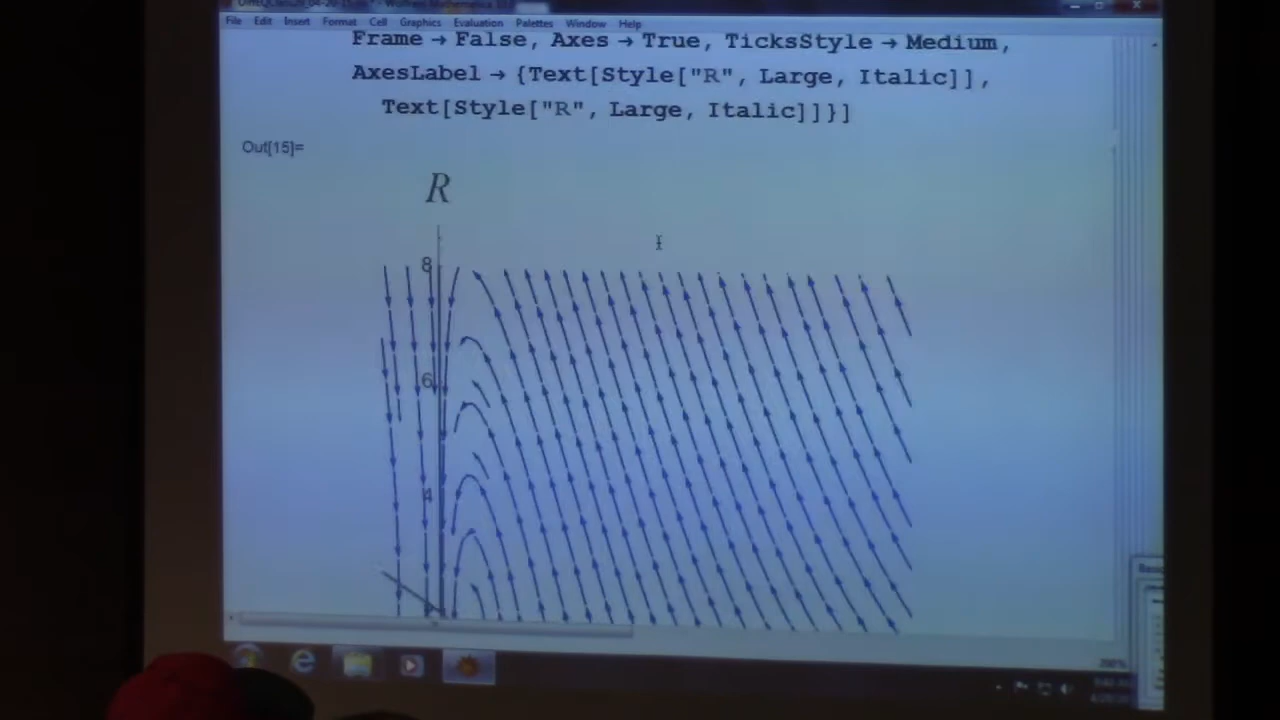 File Edit Insert Format Cell Graphics Evaluation Palettes Window Help
Frame → False, Axes → True, TicksStyle → Medium,
AxesLabel → {Text[Style["R", Large, Italic]],
Text[Style["R", Large, Italic]]}]
Out[15]=
R
8
6
4
200%